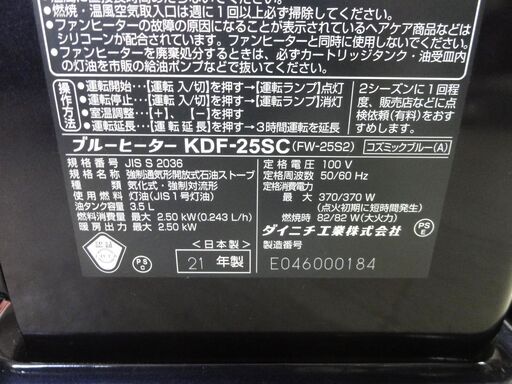 ・燃焼・温風空気取入口は週に1回以上必ず掃除してください。
・ファンヒーターの故障の原因になることが表示されているヘアケア商品などは
シリコーンが配合されています。ファンヒーターと同時に使用しないでください。
・ファンヒーターを廃棄処分するときは、必ずカートリッジタンク・油受皿内
の灯油を市販の給油ポンプなどで抜いてください。
操作方法
●運転開始…【運転 入/切】を押す→【運転ランプ】点灯
●運転停止…【運転 入/切】を押す→【運転ランプ】消灯
●室温調整…【+】【-】を押す
●運転延長…【運転延長】を押す→3時間運転を延長
2シーズンに1回程
度、販売店などに点
検依頼(有料)をおす
すめします
ブルーヒーター KDF-25SC(FW-25S2) コズミックブルー(A)
規格番号 JIS S 2036
種類 強制通気形開放式石油ストーブ
種類 気化式・強制対流形
使用燃料 灯油(JIS1号灯油)
油タンク容量 3.5L
燃料消費量 最大 2.50kW(0.243L/h)
暖房出力 最大 2.50kW
定格電圧 100V
定格周波数 50/60Hz
定格消費電力
最大 370/370W
(点火初期に短時間発生)
燃焼時 82/82W(大火力)
ダイニチ工業株式会社
PS
E
<日本製>
認証
PS
C
21 年製
製造番号
E046000184